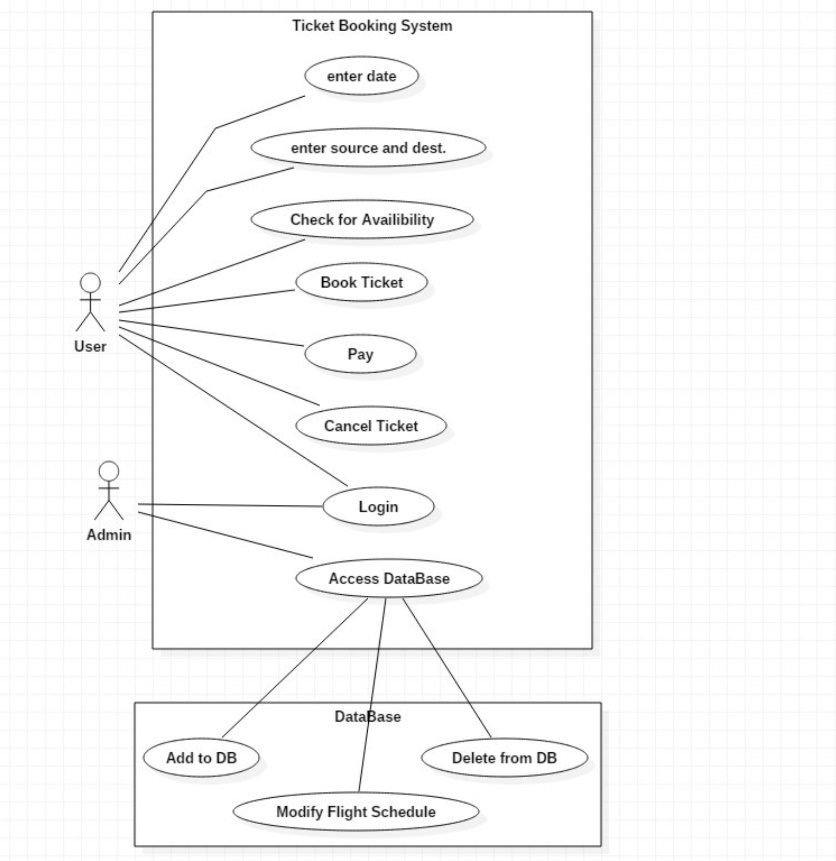 Ticket Booking System
enter date
enter source and dest.
Check for Availibility
Book Ticket
User
Pay
Cancel Ticket
Login
Admin
Access DataBase
DataBase
Add to DB
Delete from DB
Modify Flight Schedule